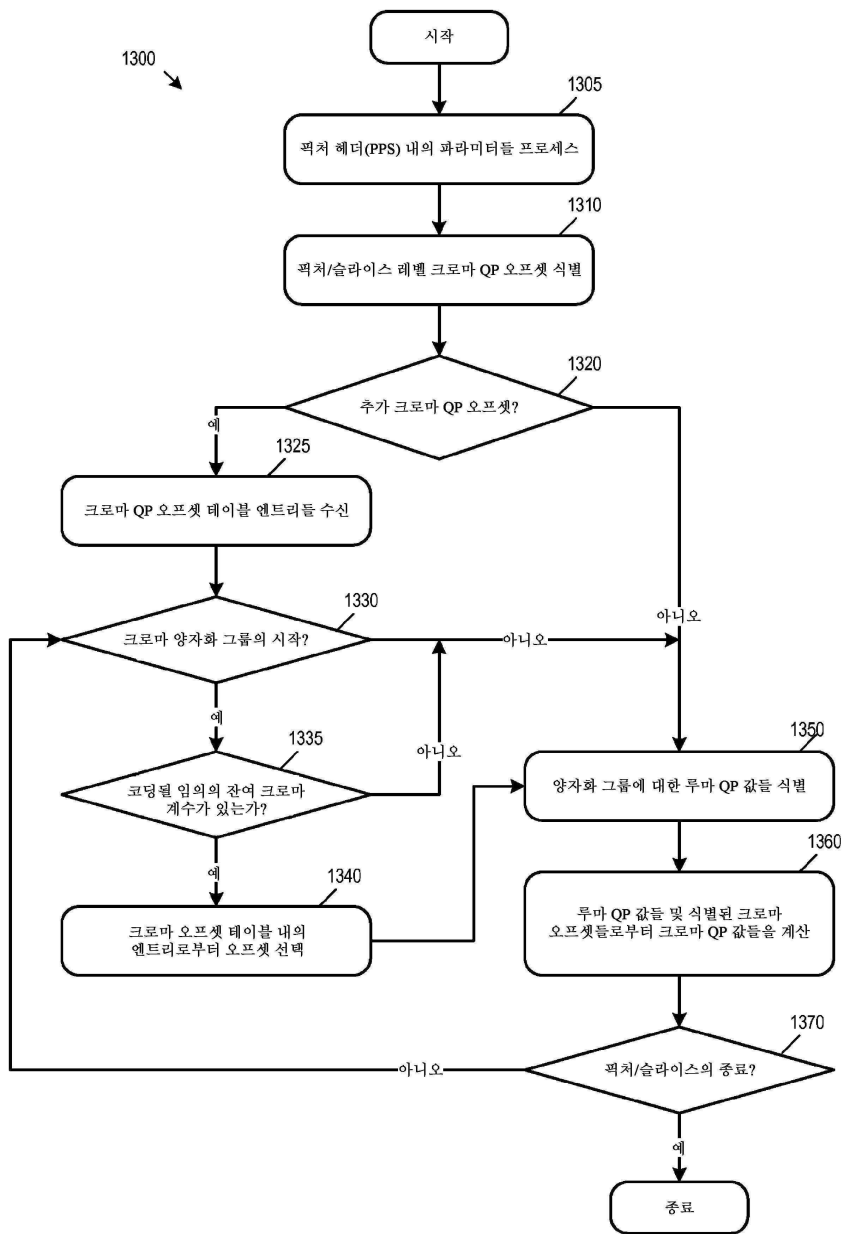 시작
1300
1305
픽처 헤더(PPS) 내의 파라미터들 프로세스
1310
픽처/슬라이스 레벨 크로마 QP 오프셋 식별
1320
추가 크로마 QP 오프셋?
예
1325
크로마 QP 오프셋 테이블 엔트리들 수신
1330
크로마 양자화 그룹의 시작?
아니오
아니오
예
1335
코딩될 임의의 잔여 크로마
계수가 있는가?
아니오
1350
양자화 그룹에 대한 루마 QP 값들 식별
예
1340
크로마 오프셋 테이블 내의
엔트리로부터 오프셋 선택
1360
루마 QP 값들 및 식별된 크로마
오프셋들로부터 크로마 QP 값들을 계산
1370
픽처/슬라이스의 종료?
아니오
예
종료